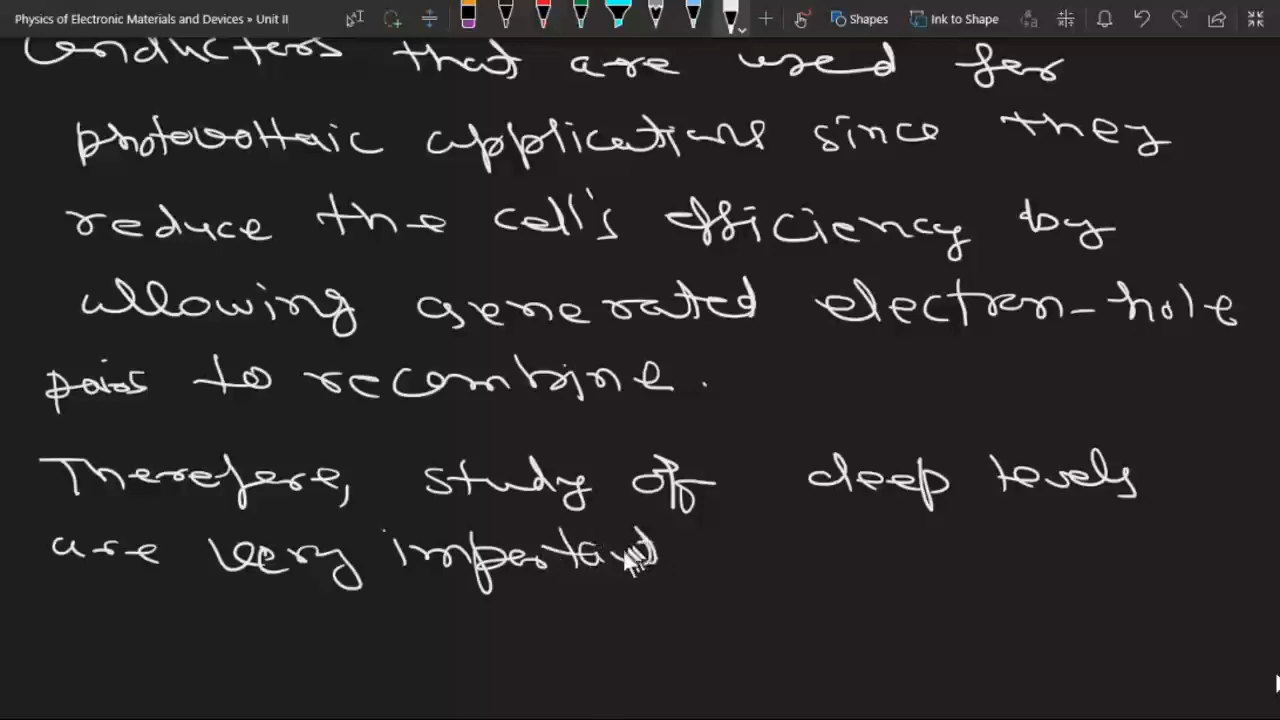 Physics of Electronic Materials and Devices » Unit II
Shapes
Ink to Shape
conductors that are used for
photovoltaic applications since they
reduce the cell's efficiency by
allowing generated electron-hole
pairs to recombine.
Therefore, study of deep levels
are very important